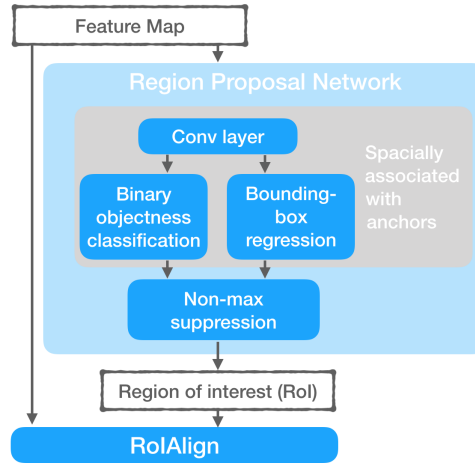 Feature Map
Region Proposal Network
Conv layer
Spacially
associated
with
anchors
Binary
objectness
classification
Bounding-
box
regression
Non-max
suppression
Region of interest (RoI)
RoIAlign